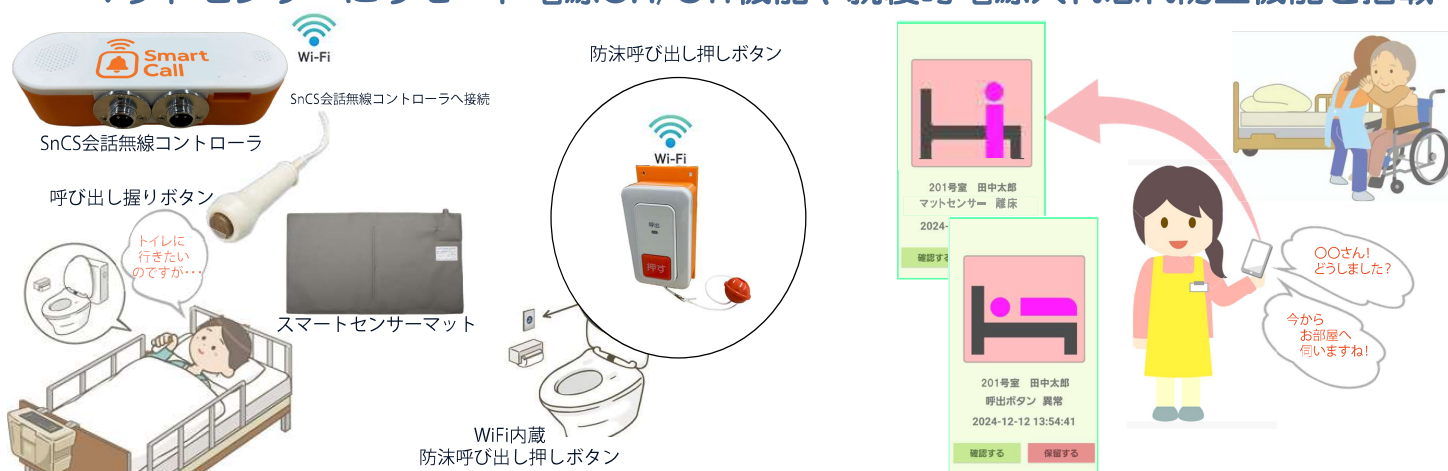 Smart
Call
Wi-Fi
SnCS会話無線コントローラへ接続
SnCS会話無線コントローラ
呼び出し握りボタン
トイレに
行きたい
のですが・・・
スマートセンサーマット
防沫呼び出し押しボタン
Wi-Fi
呼出
押す
WiFi内蔵
防沫呼び出し押しボタン
201号室 田中太郎
マットセンサー 離床
2024-
確認する
201号室 田中太郎
呼出ボタン 異常
2024-12-12 13:54:41
確認する 保留する
〇〇さん!
どうしました?
今から
お部屋へ
伺いますね!